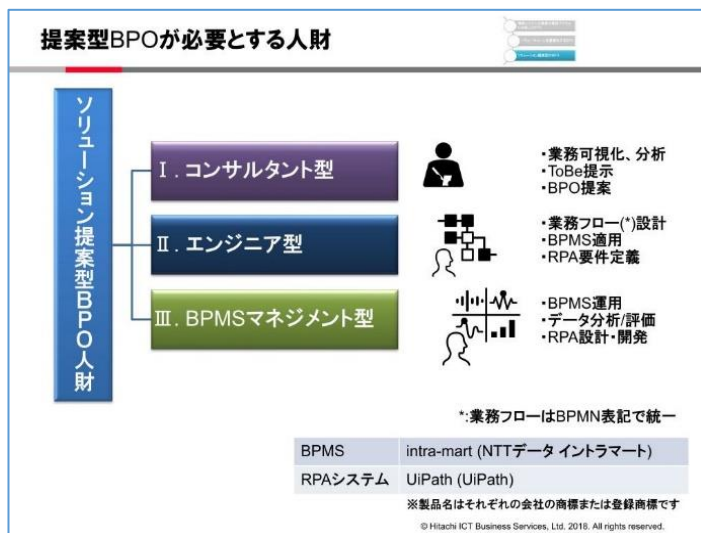 提案型BPOが必要とする人財
ソリューション提案型BPO人財
Ⅰ．コンサルタント型
・業務可視化、分析
・ToBe提示
・BPO提案
Ⅱ．エンジニア型
・業務フロー(*)設計
・BPMS適用
・RPA要件定義
Ⅲ．BPMSマネジメント型
・BPMS運用
・データ分析/評価
・RPA設計・開発
*:業務フローはBPMN表記で統一
BPMS intra-mart (NTTデータ イントラマート)
RPAシステム UiPath (UiPath)
※製品名はそれぞれの会社の商標または登録商標です
© Hitachi ICT Business Services, Ltd. 2018. All rights reserved.